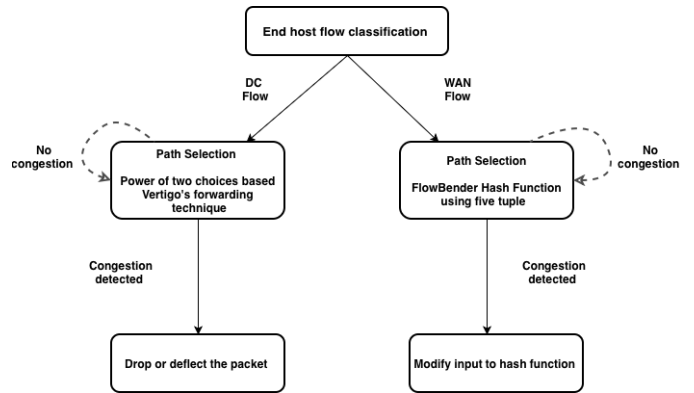 End host flow classification
DC
Flow
WAN
Flow
No
congestion
Path Selection
Power of two choices based
Vertigo's forwarding
technique
Path Selection
FlowBender Hash Function
using five tuple
No
congestion
Congestion
detected
Congestion
detected
Drop or deflect the packet
Modify input to hash function